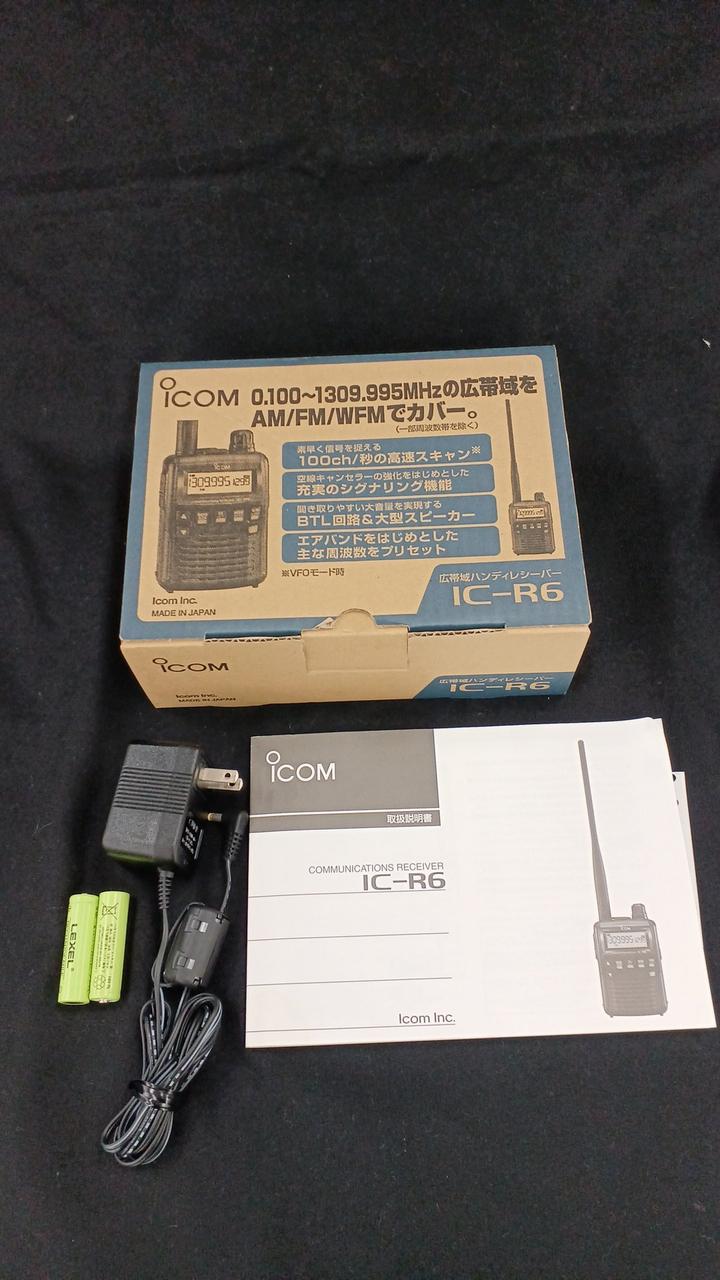 ICOM
0.100~1309.995MHzの広帯域を
AM/FM/WFMでカバー。
(一部周波数帯を除く)
素早く信号を捉える
100ch/秒の高速スキャン※
空線キャンセラーの強化をはじめとした
充実のシグナリング機能
聞き取りやすい大音量を実現する
BTL回路&大型スピーカー
エアバンドをはじめとした
主な周波数をプリセット
※VFOモード時
ICOM
1309.995
Icom Inc.
MADE IN JAPAN
広帯域ハンディレシーバー
IC-R6
ICOM
Icom Inc.
MADE IN JAPAN
広帯域ハンディレシーバー
IC-R6
ICOM
取扱説明書
COMMUNICATIONS RECEIVER
IC-R6
Icom Inc.
LEXEL